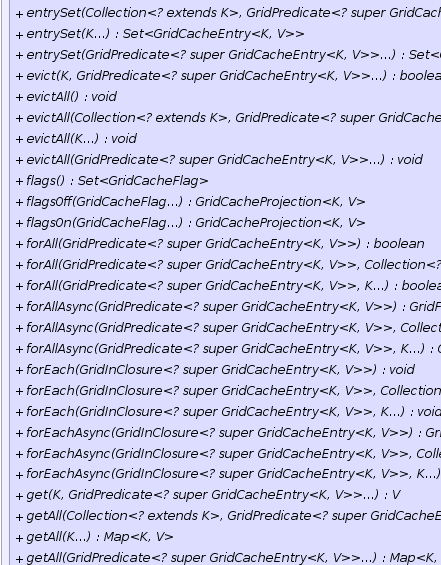 + entrySet(Collection<? extends K>, GridPredicate<? super GridCach
+ entrySet(K...) : Set<GridCacheEntry<K, V>>
+ entrySet(GridPredicate<? super GridCacheEntry<K, V>>...) : Set<G
+ evict(K, GridPredicate<? super GridCacheEntry<K, V>>...) : boolea
+ evictAll() : void
+ evictAll(Collection<? extends K>, GridPredicate<? super GridCache
+ evictAll(K...) : void
+ evictAll(GridPredicate<? super GridCacheEntry<K, V>>...) : void
+ flags() : Set<GridCacheFlag>
+ flagsOff(GridCacheFlag...) : GridCacheProjection<K, V>
+ flagsOn(GridCacheFlag...) : GridCacheProjection<K, V>
+ forAll(GridPredicate<? super GridCacheEntry<K, V>>) : boolean
+ forAll(GridPredicate<? super GridCacheEntry<K, V>>, Collection<?
+ forAll(GridPredicate<? super GridCacheEntry<K, V>>, K...) : boolea
+ forAllAsync(GridPredicate<? super GridCacheEntry<K, V>>) : GridF
+ forAllAsync(GridPredicate<? super GridCacheEntry<K, V>>, Collect
+ forAllAsync(GridPredicate<? super GridCacheEntry<K, V>>, K...) : G
+ forEach(GridInClosure<? super GridCacheEntry<K, V>>) : void
+ forEach(GridInClosure<? super GridCacheEntry<K, V>>, Collection
+ forEach(GridInClosure<? super GridCacheEntry<K, V>>, K...) : void
+ forEachAsync(GridInClosure<? super GridCacheEntry<K, V>>) : Gri
+ forEachAsync(GridInClosure<? super GridCacheEntry<K, V>>, Colle
+ forEachAsync(GridInClosure<? super GridCacheEntry<K, V>>, K...)
+ get(K, GridPredicate<? super GridCacheEntry<K, V>>...) : V
+ getAll(Collection<? extends K>, GridPredicate<? super GridCacheE
+ getAll(K...) : Map<K, V>
+ getAll(GridPredicate<? super GridCacheEntry<K, V>>...) : Map<K,